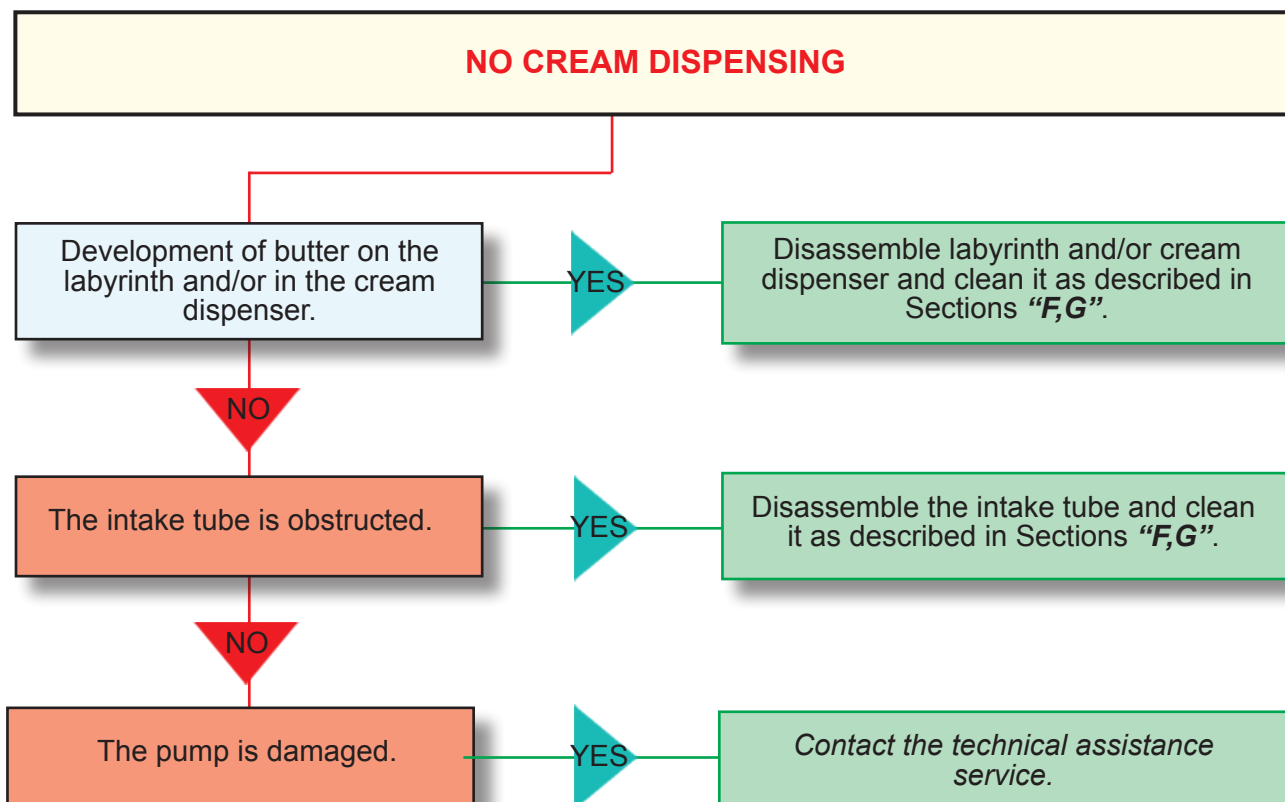 NO CREAM DISPENSING
Development of butter on the
labyrinth and/or in the cream
dispenser.
YES
Disassemble labyrinth and/or cream
dispenser and clean it as described in
Sections “F,G”.
NO
The intake tube is obstructed.
YES
Disassemble the intake tube and clean
it as described in Sections “F,G”.
NO
The pump is damaged.
YES
Contact the technical assistance
service.